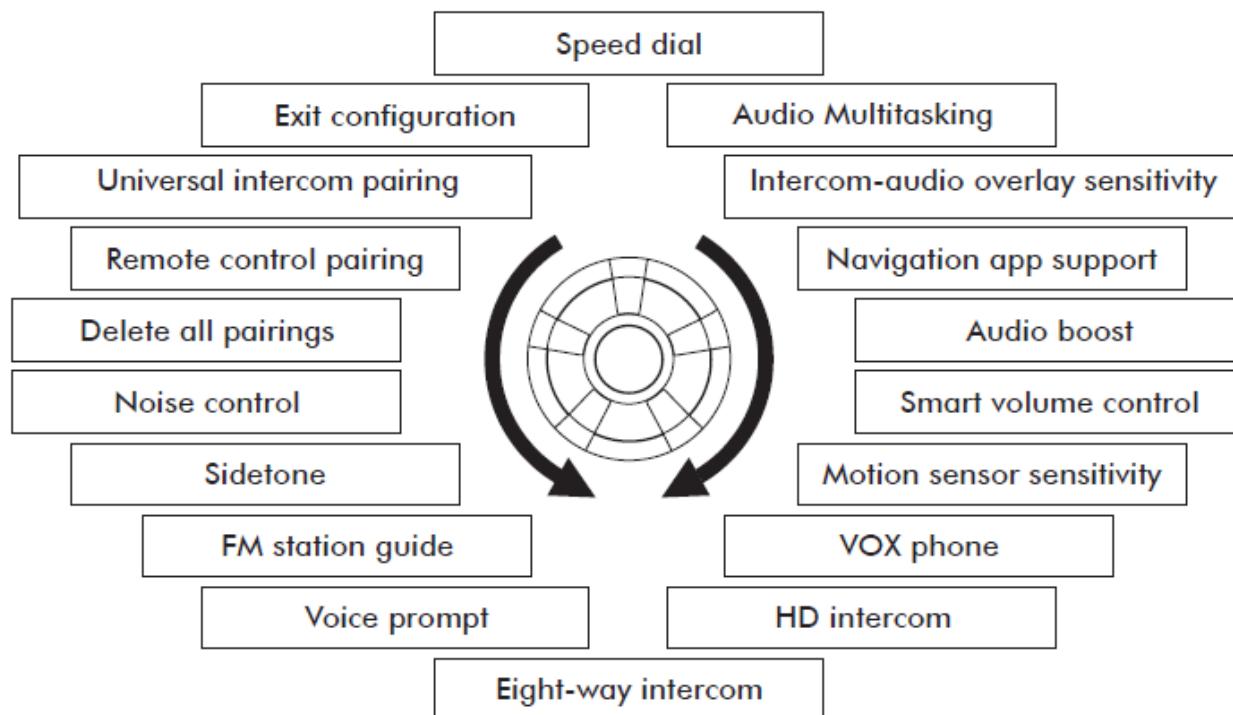 Speed dial
Exit configuration
Audio Multitasking
Universal intercom pairing
Intercom-audio overlay sensitivity
Remote control pairing
Navigation app support
Delete all pairings
Audio boost
Noise control
Smart volume control
Sidetone
Motion sensor sensitivity
FM station guide
VOX phone
Voice prompt
HD intercom
Eight-way intercom